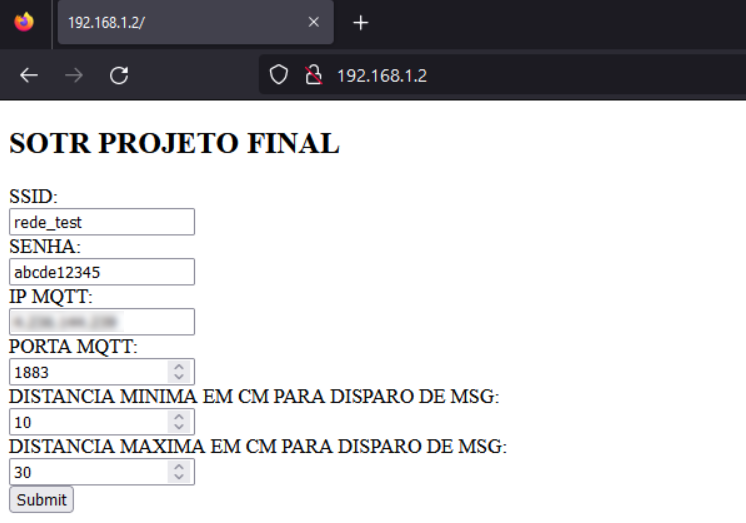 192.168.1.2/
192.168.1.2
SOTR PROJETO FINAL
SSID:
rede_test
SENHA:
abcde12345
IP MQTT:
PORTA MQTT:
1883
DISTANCIA MINIMA EM CM PARA DISPARO DE MSG:
10
DISTANCIA MAXIMA EM CM PARA DISPARO DE MSG:
30
Submit